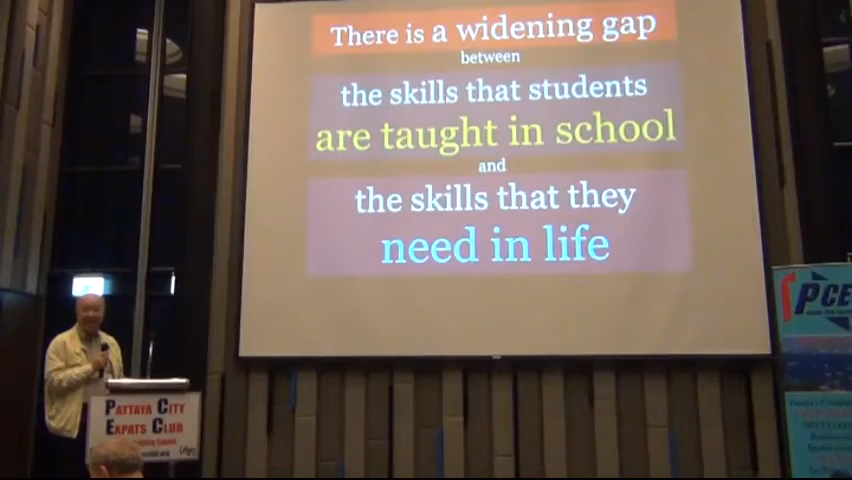 There is a widening gap
between
the skills that students
are taught in school
and
the skills that they
need in life
PATTAYA CITY
EXPATS CLUB
PCE